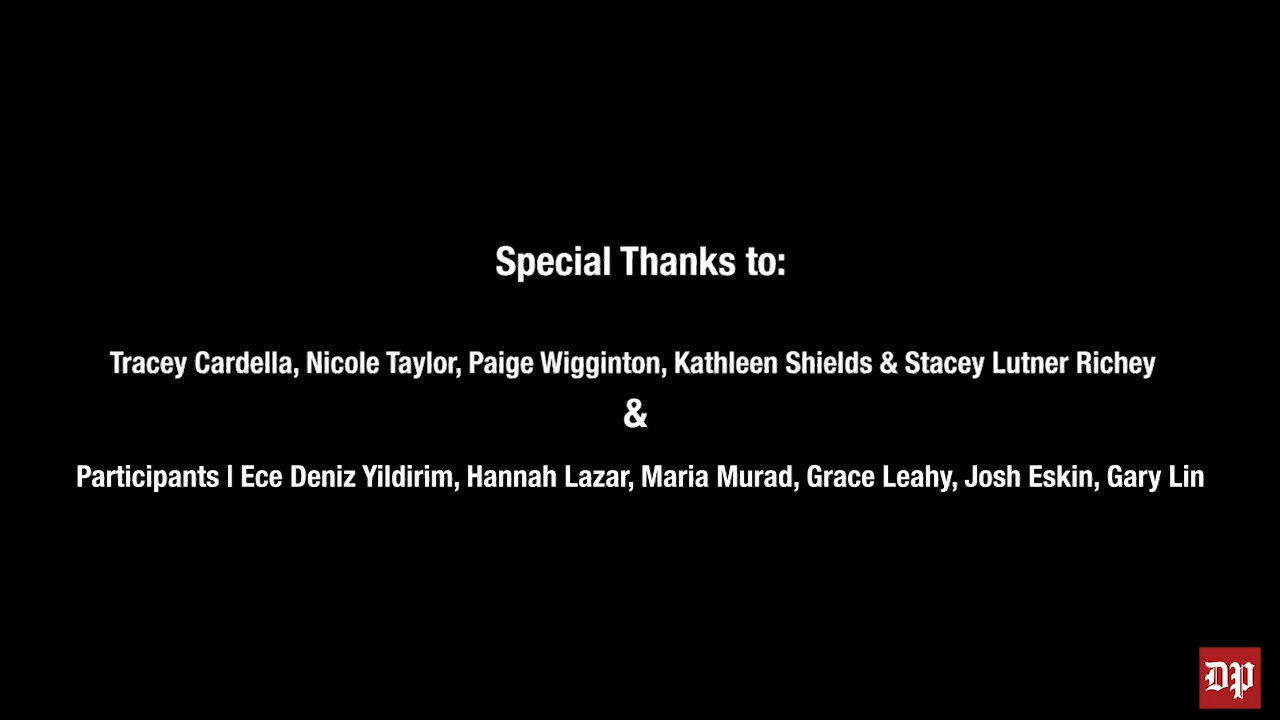 Special Thanks to:
Tracey Cardella, Nicole Taylor, Paige Wigginton, Kathleen Shields & Stacey Lutner Richey
&
Participants | Ece Deniz Yildirim, Hannah Lazar, Maria Murad, Grace Leahy, Josh Eskin, Gary Lin
DP